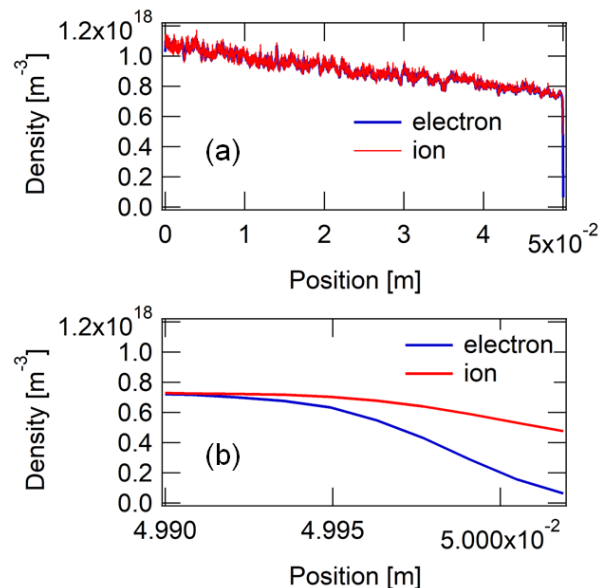 1.2x10^18
1.0
0.8
0.6
0.4
0.2
0.0
Density [m^-3]
electron
ion
(a)
0 1 2 3 4 5x10^-2
Position [m]
1.2x10^18
1.0
0.8
0.6
0.4
0.2
0.0
Density [m^-3]
electron
ion
(b)
4.990 4.995 5.000x10^-2
Position [m]